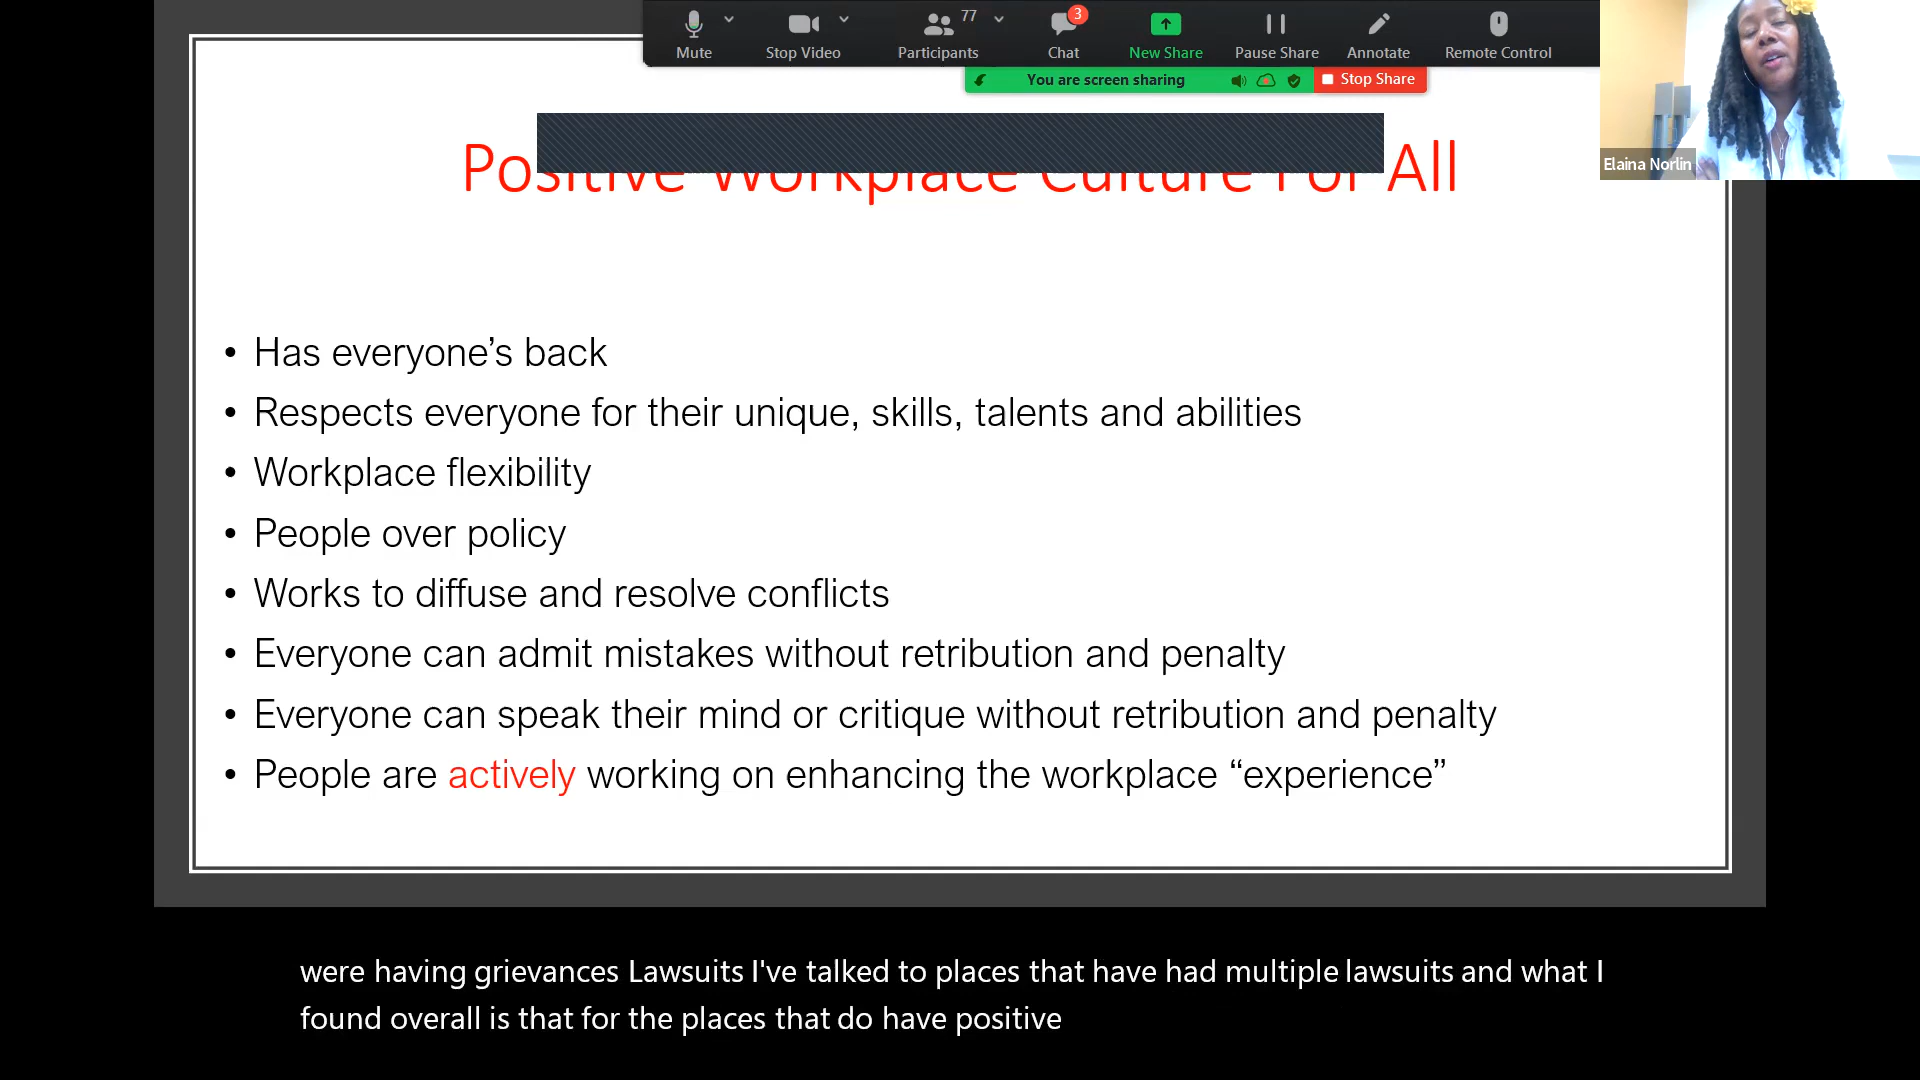 Mute
Stop Video
77
Participants
3
Chat
New Share
Pause Share
Annotate
Remote Control
You are screen sharing
Stop Share
Elaina Norlin
Positive Workplace Culture For All
• Has everyone’s back
• Respects everyone for their unique, skills, talents and abilities
• Workplace flexibility
• People over policy
• Works to diffuse and resolve conflicts
• Everyone can admit mistakes without retribution and penalty
• Everyone can speak their mind or critique without retribution and penalty
• People are actively working on enhancing the workplace “experience”
were having grievances Lawsuits I've talked to places that have had multiple lawsuits and what I
found overall is that for the places that do have positive